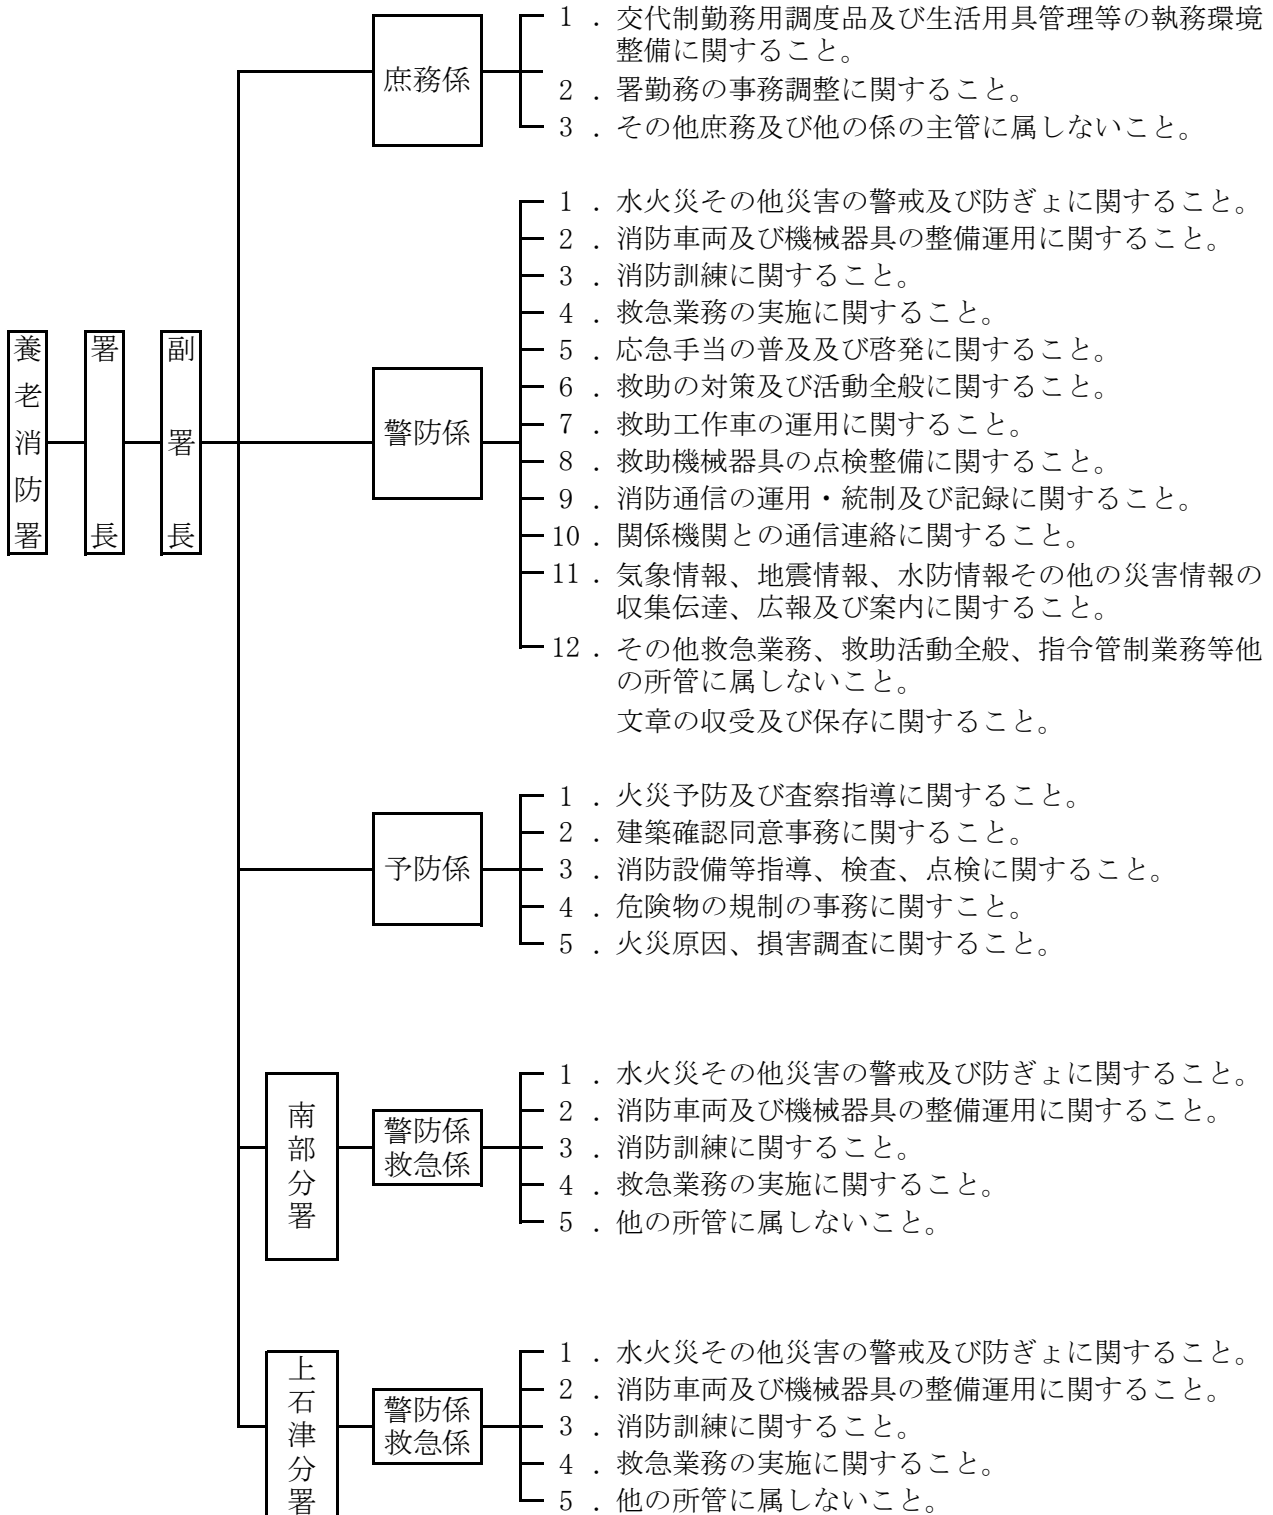 養老消防署
署長
副署長
庶務係
1．交代制勤務用調度品及び生活用具管理等の執務環境
整備に関すること。
2．署勤務の事務調整に関すること。
3．その他庶務及び他の係の主管に属しないこと。
警防係
1．水火災その他災害の警戒及び防ぎょに関すること。
2．消防車両及び機械器具の整備運用に関すること。
3．消防訓練に関すること。
4．救急業務の実施に関すること。
5．応急手当の普及及び啓発に関すること。
6．救助の対策及び活動全般に関すること。
7．救助工作車の運用に関すること。
8．救助機械器具の点検整備に関すること。
9．消防通信の運用・統制及び記録に関すること。
10．関係機関との通信連絡に関すること。
11．気象情報、地震情報、水防情報その他の災害情報の
収集伝達、広報及び案内に関すること。
12．その他救急業務、救助活動全般、指令管制業務等他
の所管に属しないこと。
文章の収受及び保存に関すること。
予防係
1．火災予防及び査察指導に関すること。
2．建築確認同意事務に関すること。
3．消防設備等指導、検査、点検に関すること。
4．危険物の規制の事務に関すこと。
5．火災原因、損害調査に関すること。
南部分署
警防係
救急係
1．水火災その他災害の警戒及び防ぎょに関すること。
2．消防車両及び機械器具の整備運用に関すること。
3．消防訓練に関すること。
4．救急業務の実施に関すること。
5．他の所管に属しないこと。
上石津分署
警防係
救急係
1．水火災その他災害の警戒及び防ぎょに関すること。
2．消防車両及び機械器具の整備運用に関すること。
3．消防訓練に関すること。
4．救急業務の実施に関すること。
5．他の所管に属しないこと。